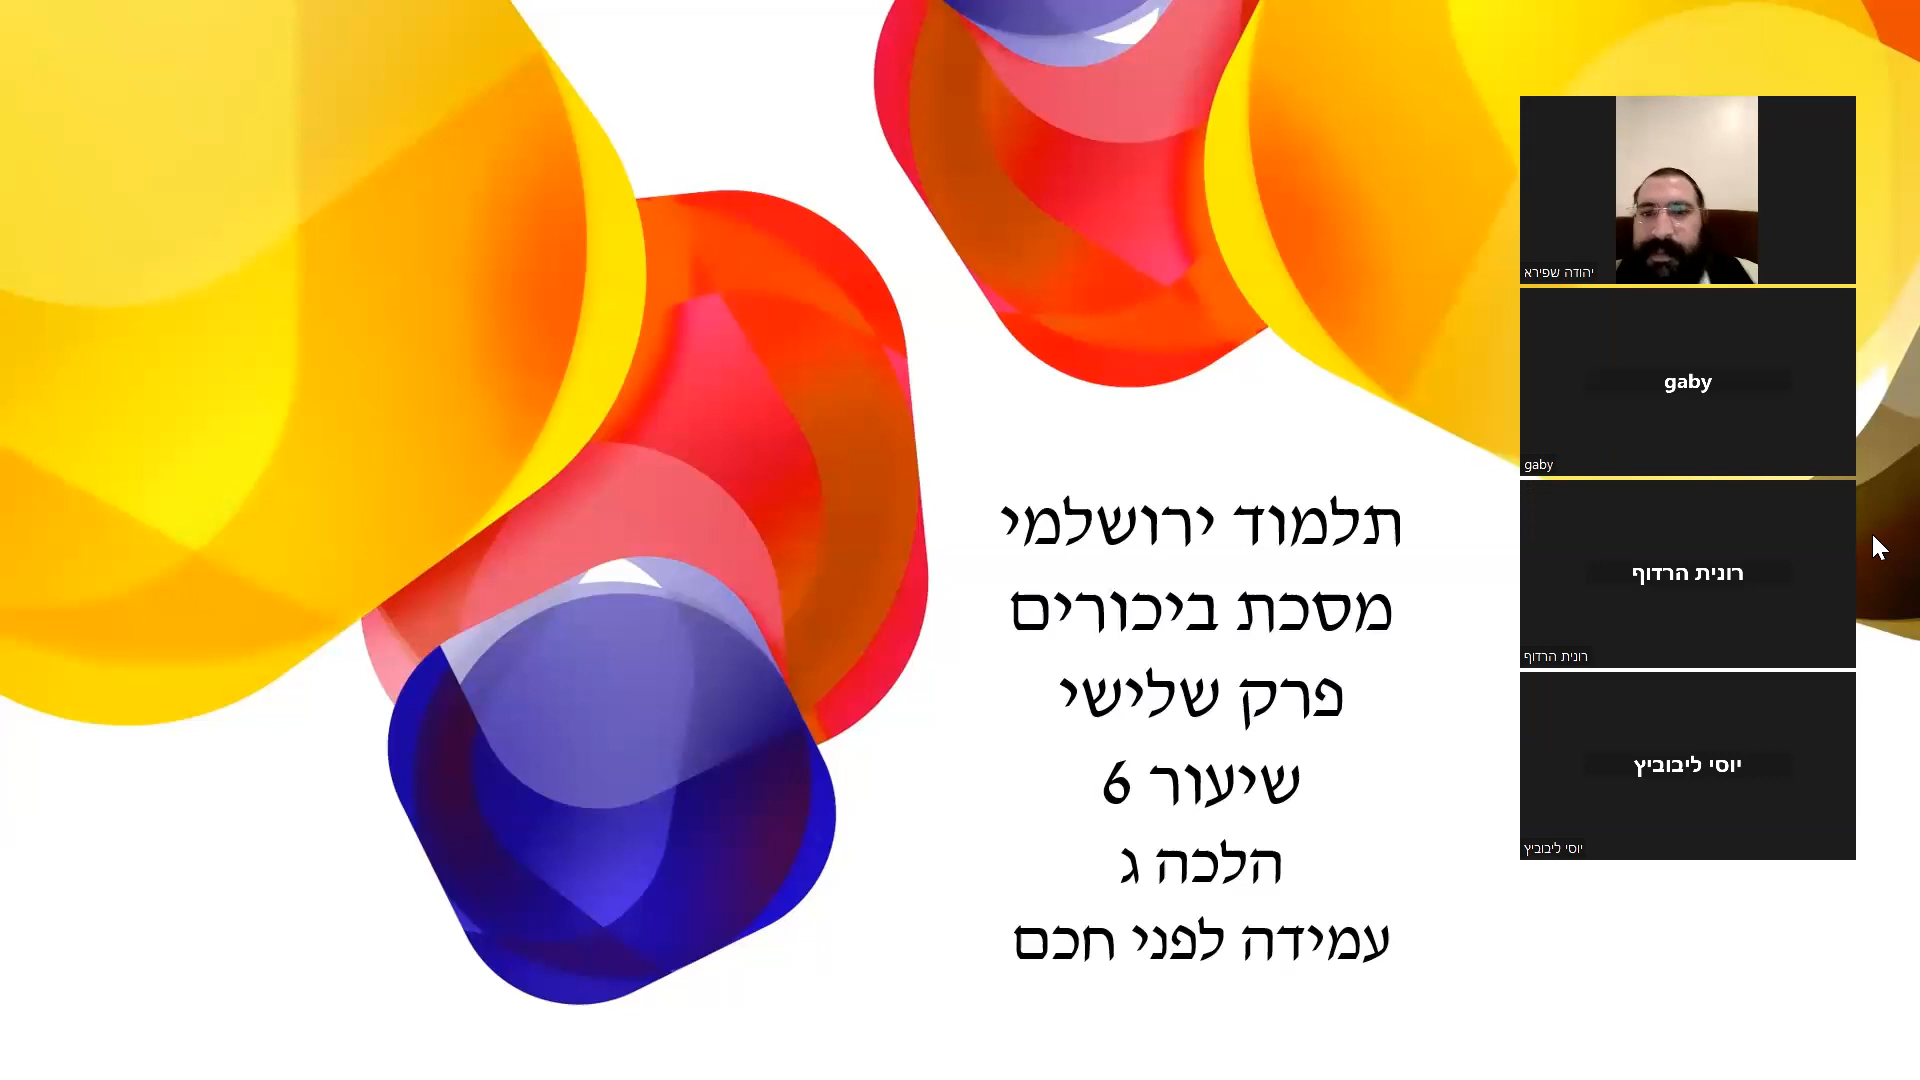 תלמוד ירושלמי
מסכת ביכורים
פרק שלישי
שיעור 6
הלכה ג
עמידה לפני חכם
יהודה שפירא
gaby
gaby
רונית הרדוף
רונית הרדוף
יוסי ליבוביץ
יוסי ליבוביץ